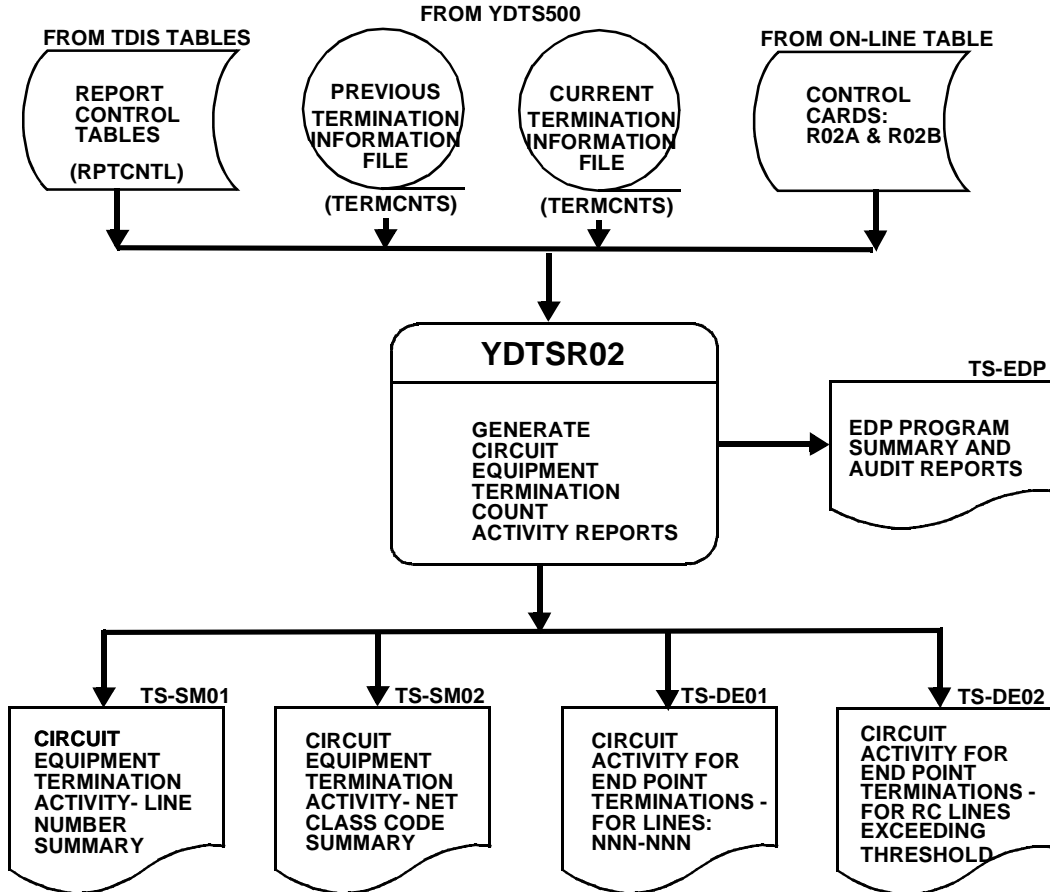 FROM YDTS500
FROM TDIS TABLES
FROM ON-LINE TABLE
REPORT
CONTROL
TABLES
(RPTCNTL)
PREVIOUS
TERMINATION
INFORMATION
FILE
(TERMCNTS)
CURRENT
TERMINATION
INFORMATION
FILE
(TERMCNTS)
CONTROL
CARDS:
R02A & R02B
YDTSR02
GENERATE
CIRCUIT
EQUIPMENT
TERMINATION
COUNT
ACTIVITY REPORTS
TS-EDP
EDP PROGRAM
SUMMARY AND
AUDIT REPORTS
TS-SM01
CIRCUIT
EQUIPMENT
TERMINATION
ACTIVITY- LINE
NUMBER
SUMMARY
TS-SM02
CIRCUIT
EQUIPMENT
TERMINATION
ACTIVITY- NET
CLASS CODE
SUMMARY
TS-DE01
CIRCUIT
ACTIVITY FOR
END POINT
TERMINATIONS -
FOR LINES:
NNN-NNN
TS-DE02
CIRCUIT
ACTIVITY FOR
END POINT
TERMINATIONS -
FOR RC LINES
EXCEEDING
THRESHOLD